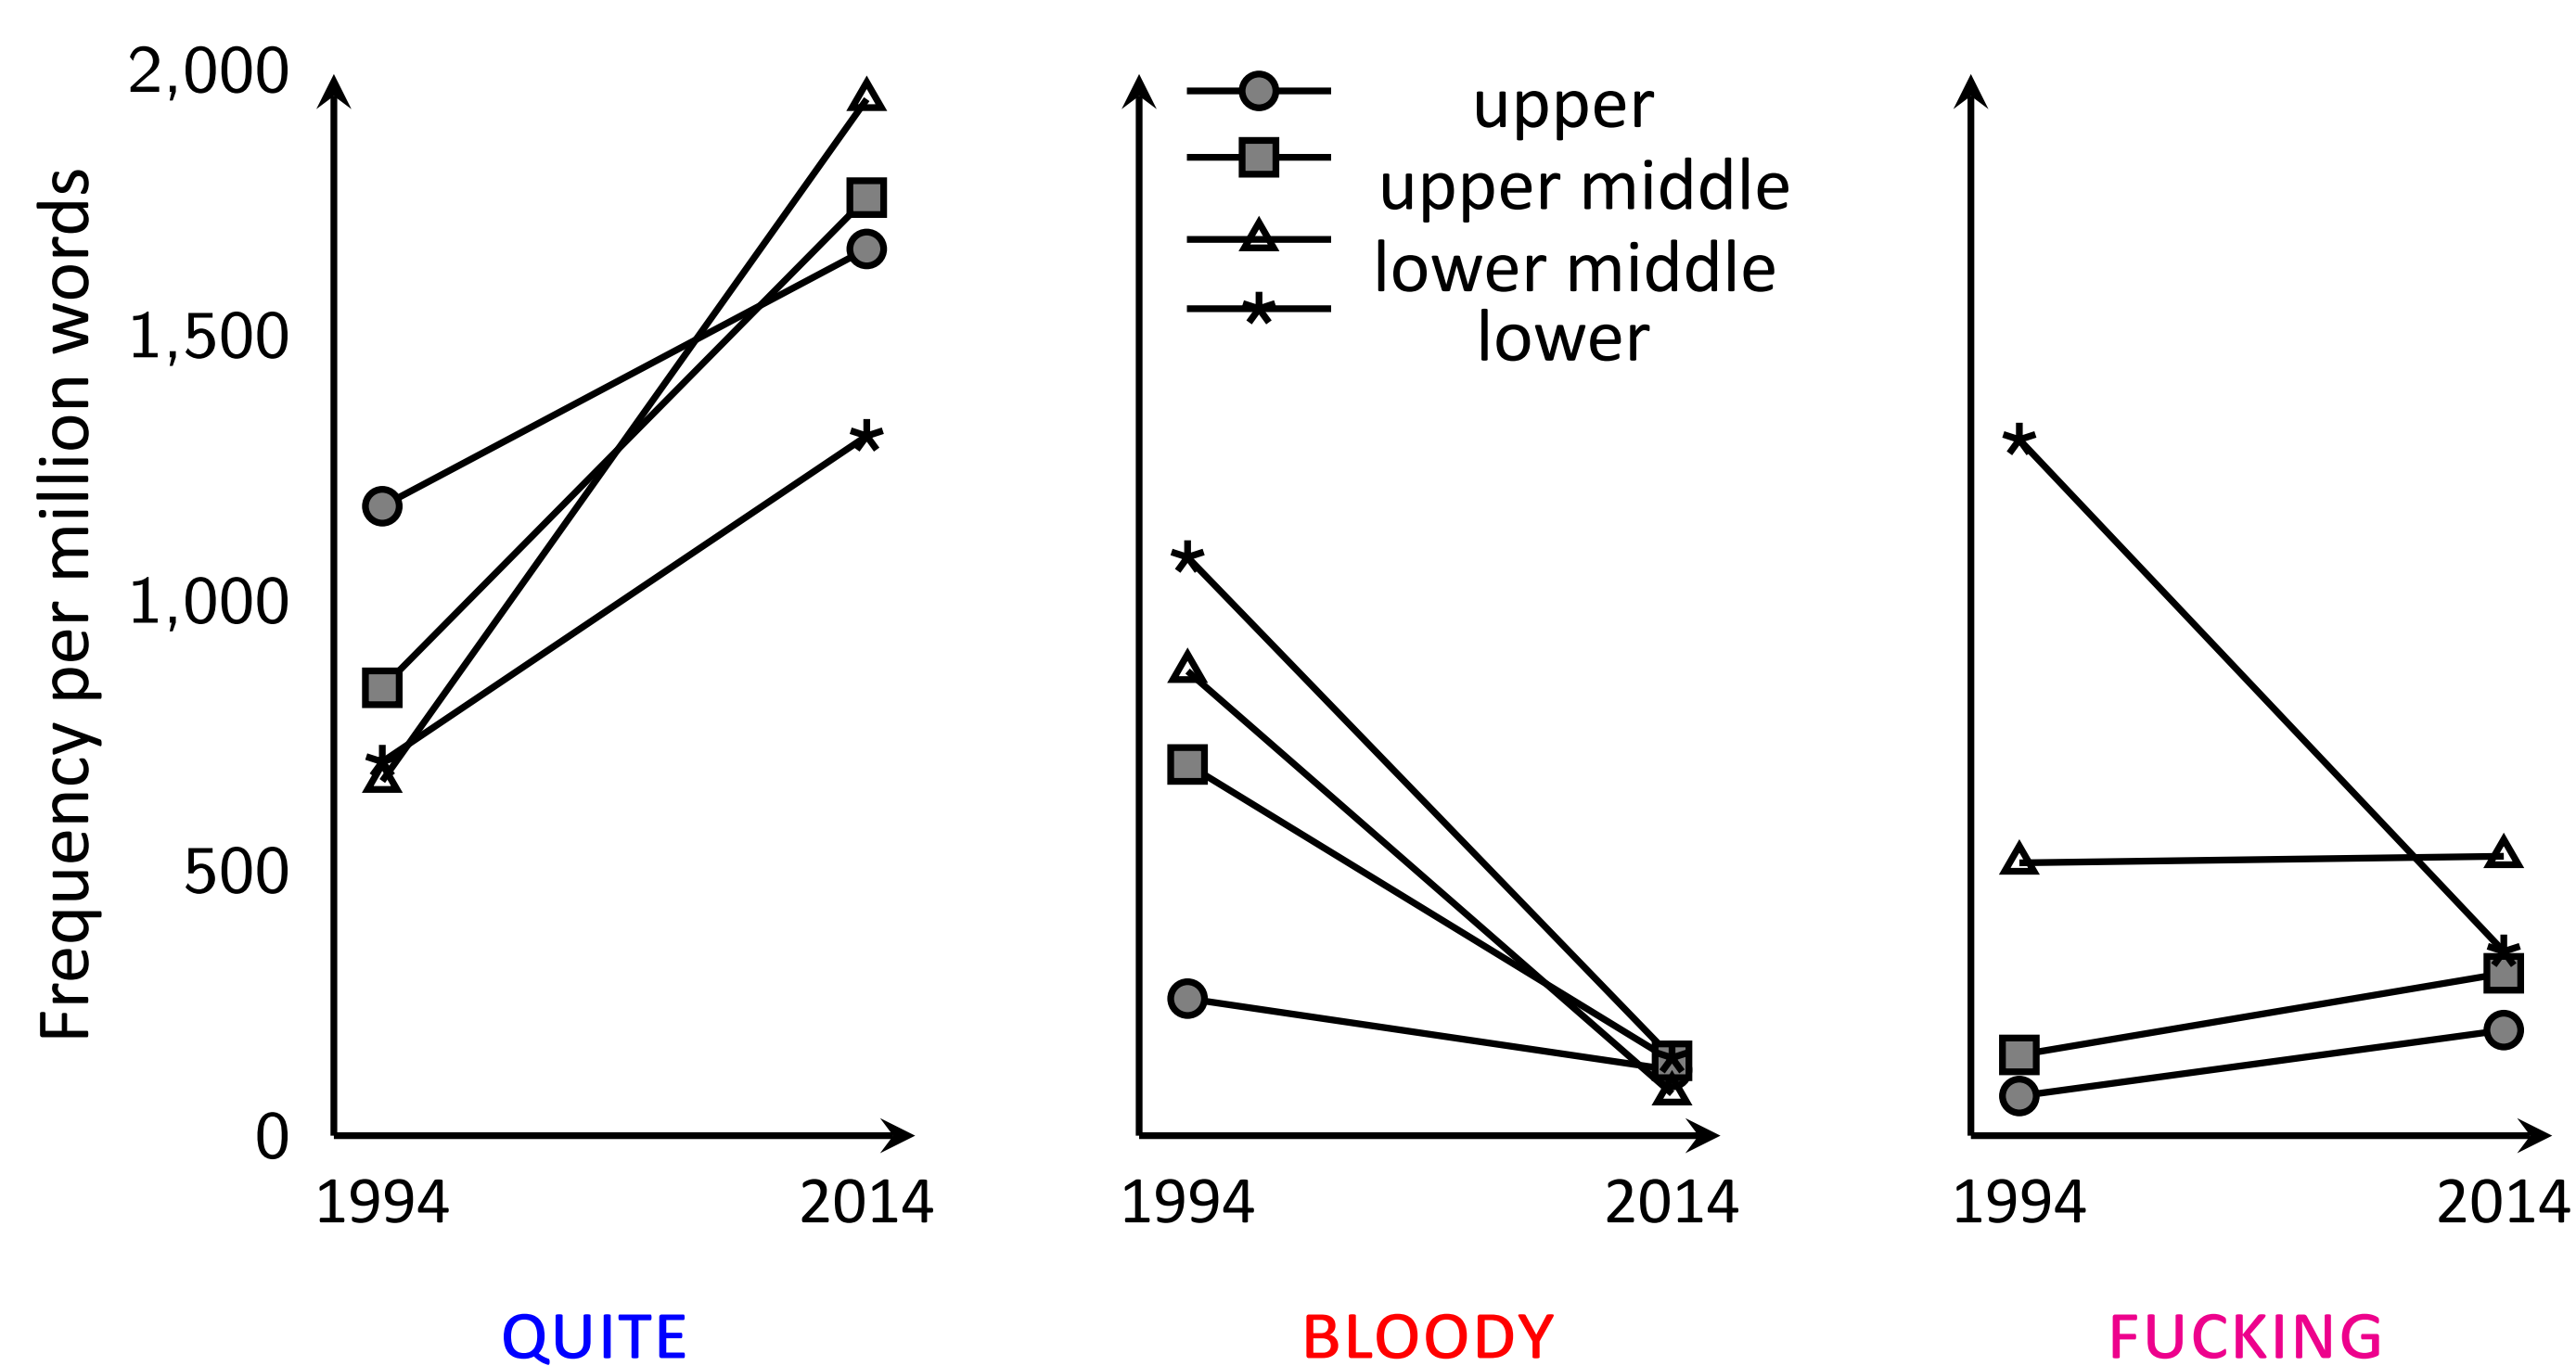 Frequency per million words
2,000
1,500
1,000
500
0
1994 2014
QUITE
upper
upper middle
lower middle
lower
1994 2014
BLOODY
1994 2014
FUCKING